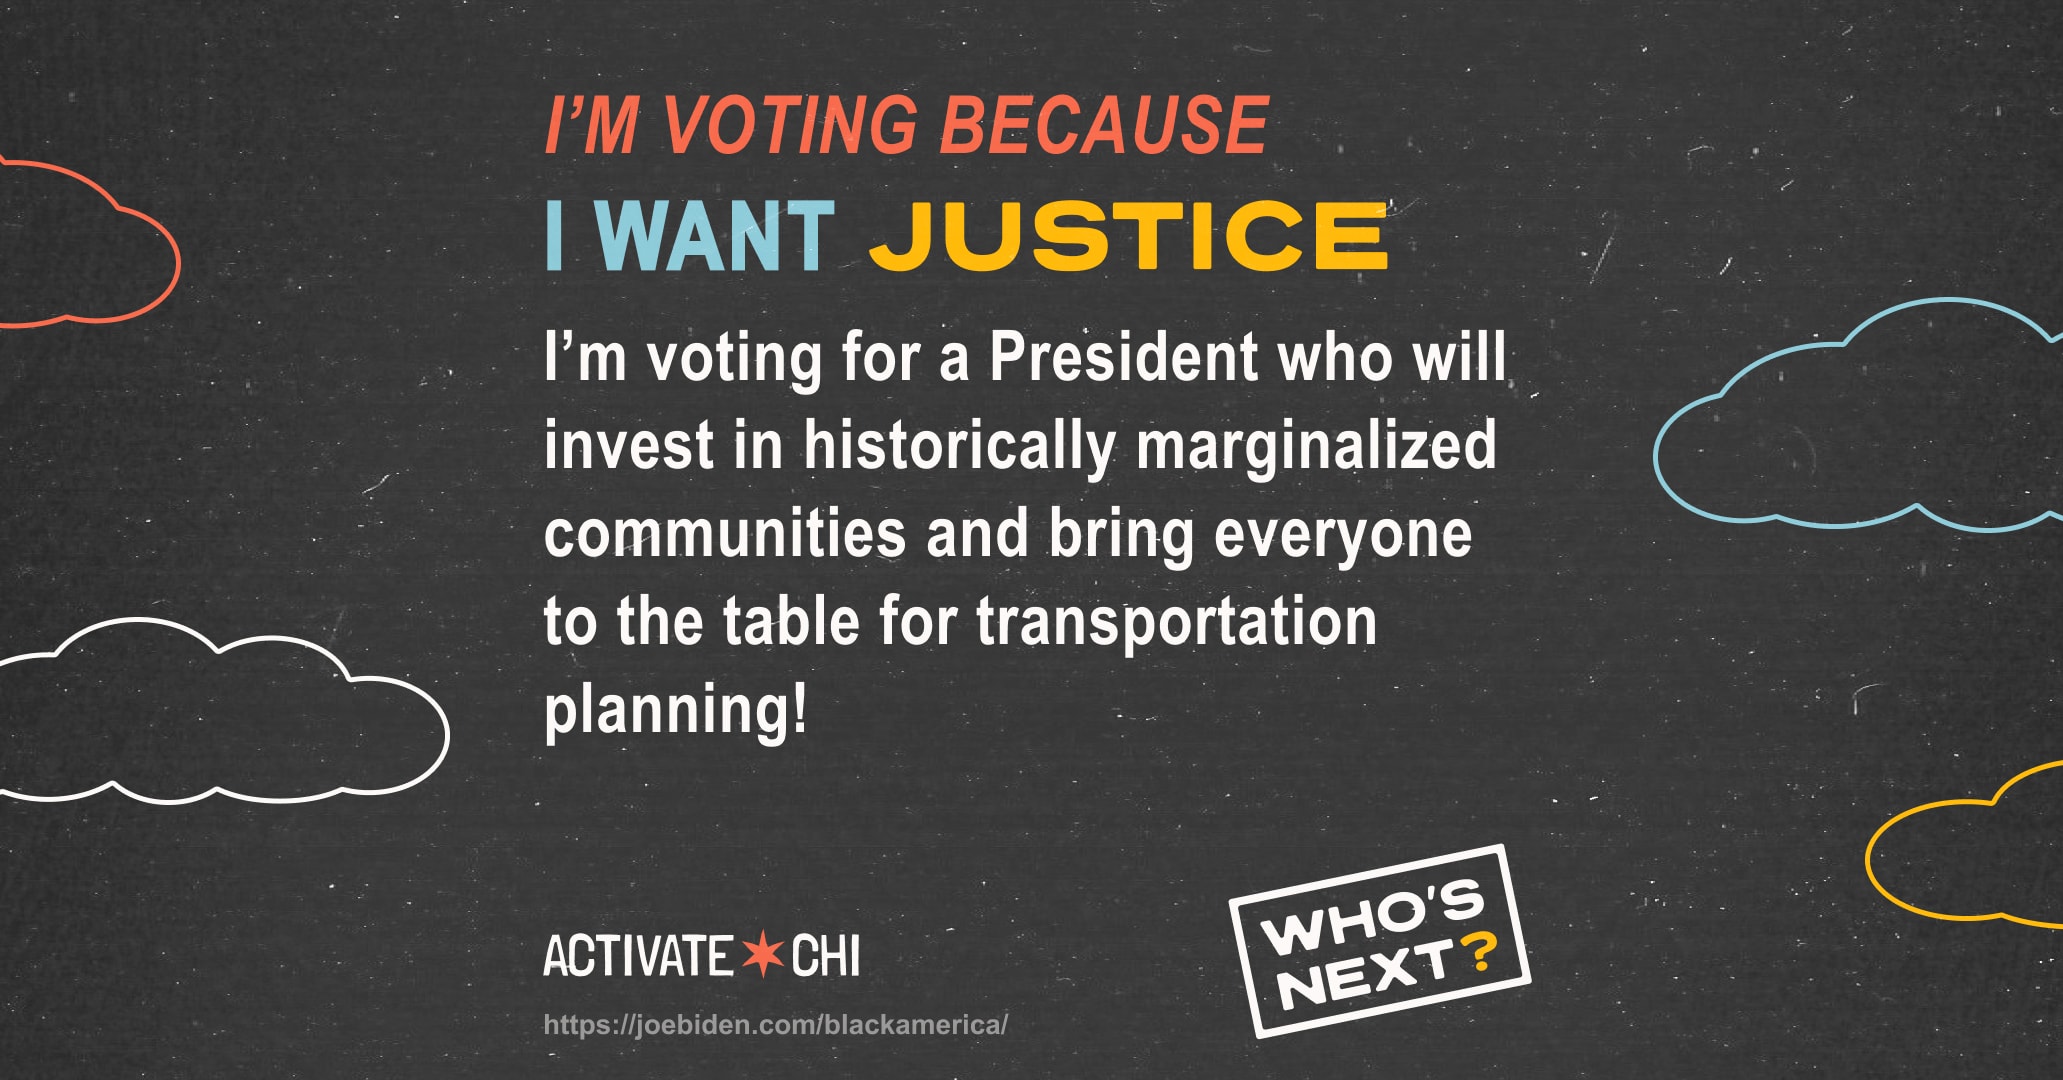 I’M VOTING BECAUSE
I WANT JUSTICE
I’m voting for a President who will
invest in historically marginalized
communities and bring everyone
to the table for transportation
planning!
ACTIVATE CHI
https://joebiden.com/blackamerica/
WHO’S
NEXT?